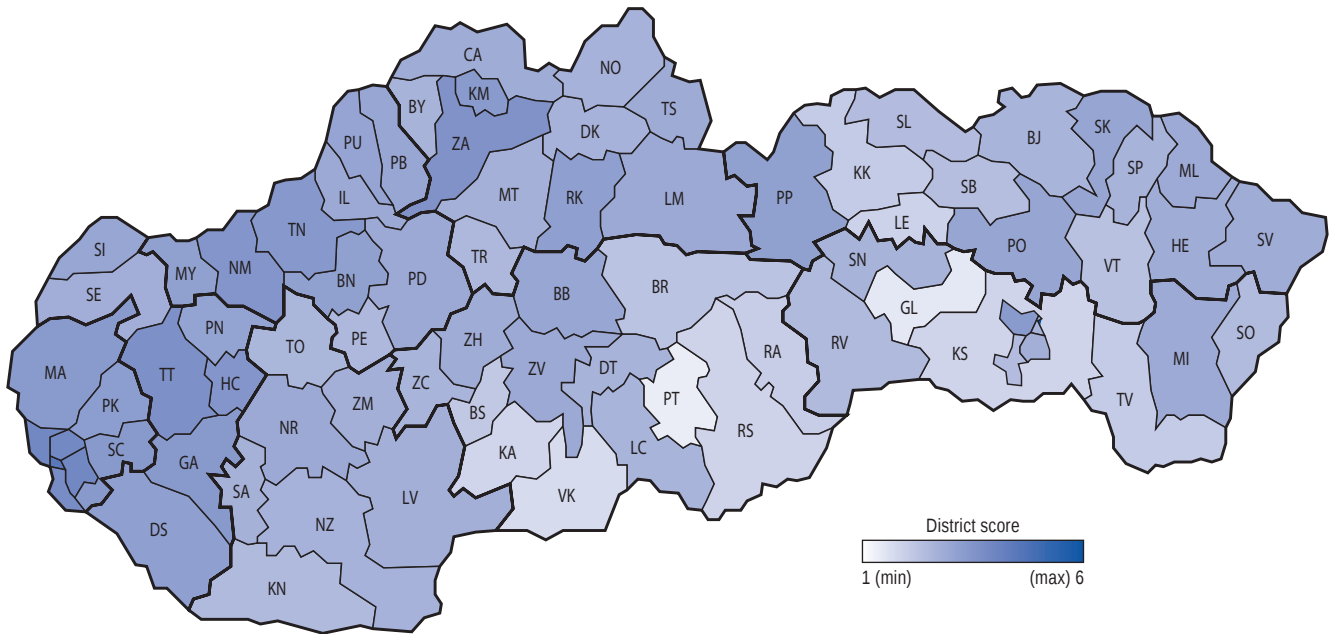 CA
NO
KM
BY
TS
SL
SK
ZA
DK
BJ
PU
PB
SP
ML
KK
IL
MT
RK
LM
PP
SB
LE
TN
SI
TR
PO
HE
SV
MY
NM
SN
VT
BN
PD
SE
BB
BR
GL
PN
PE
ZH
RV
SO
TO
RA
KS
MI
MA
TT
HC
ZC
ZV
DT
PK
ZM
BS
PT
TV
NR
RS
SC
GA
KA
LC
SA
LV
VK
DS
NZ
KN
District score
1 (min)
(max) 6